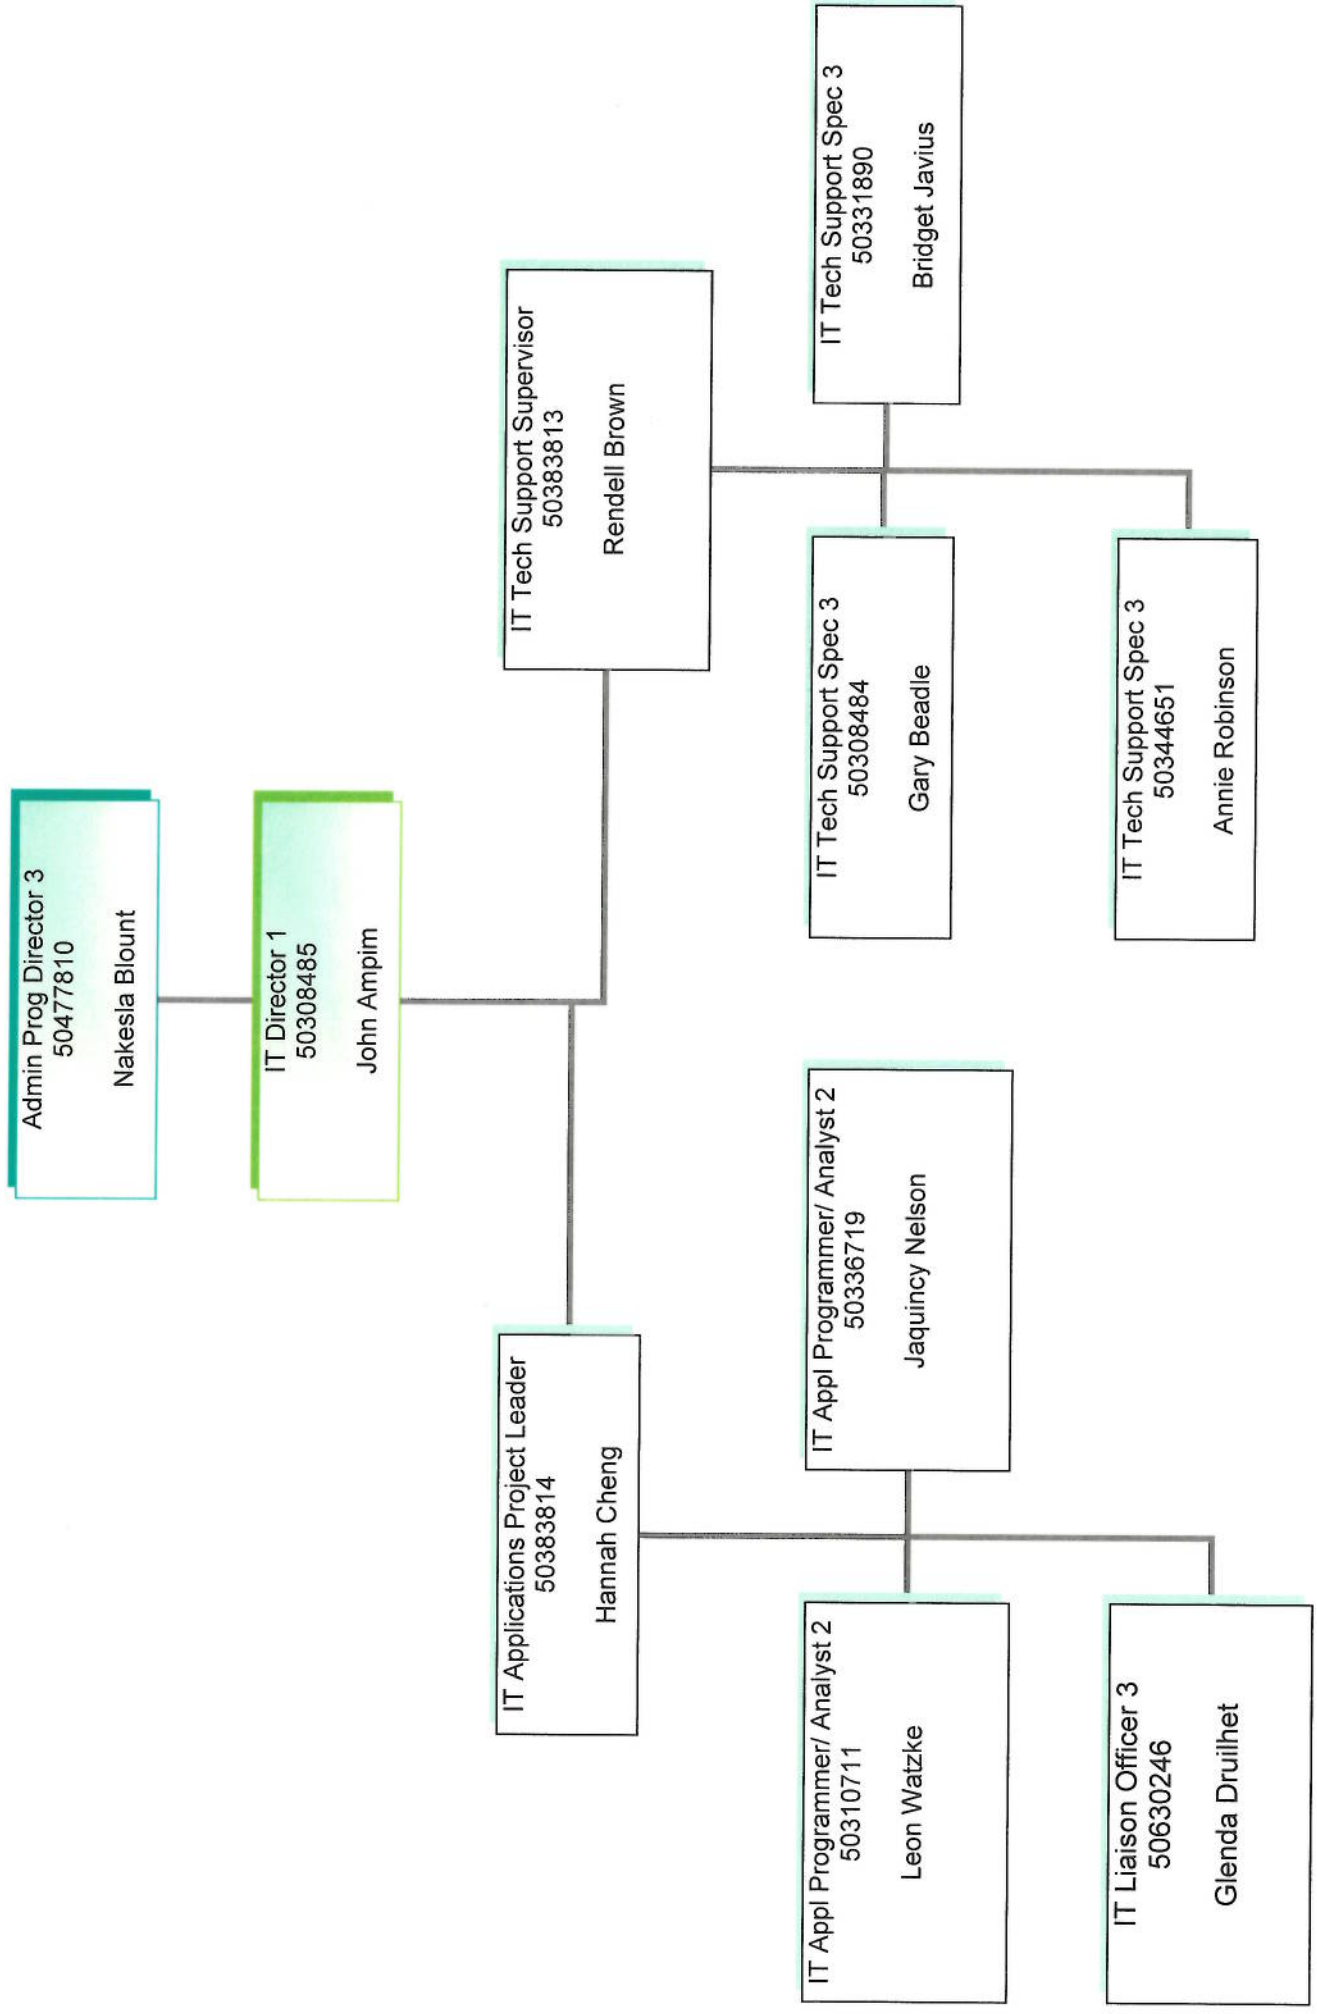 Admin Prog Director 3
50477810
Nakesla Blount
IT Director 1
50308485
John Ampim
IT Applications Project Leader
50383814
Hannah Cheng
IT Tech Support Supervisor
50383813
Rendell Brown
IT Appl Programmer/ Analyst 2
50310711
Leon Watzke
IT Appl Programmer/ Analyst 2
50336719
Jaquincy Nelson
IT Liaison Officer 3
50630246
Glenda Druilhet
IT Tech Support Spec 3
50308484
Gary Beadle
IT Tech Support Spec 3
50331890
Bridget Javius
IT Tech Support Spec 3
50344651
Annie Robinson